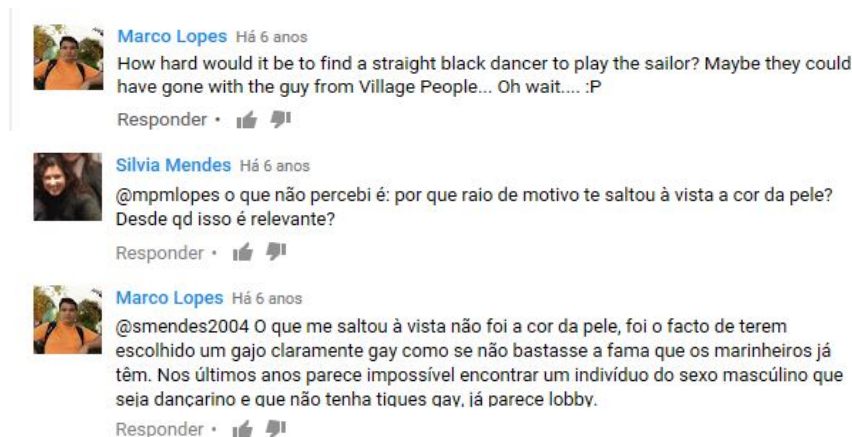 Marco Lopes Há 6 anos
How hard would it be to find a straight black dancer to play the sailor? Maybe they could
have gone with the guy from Village People... Oh wait.... :P
Responder •
Silvia Mendes Há 6 anos
@mpmlopes o que não percebi é: por que raio de motivo te saltou à vista a cor da pele?
Desde qd isso é relevante?
Responder •
Marco Lopes Há 6 anos
@smendes2004 O que me saltou à vista não foi a cor da pele, foi o facto de terem
escolhido um gajo claramente gay como se não bastasse a fama que os marinheiros já
têm. Nos últimos anos parece impossível encontrar um indivíduo do sexo mascúlino que
seja dançarino e que não tenha tiques gay, já parece lobby.
Responder •